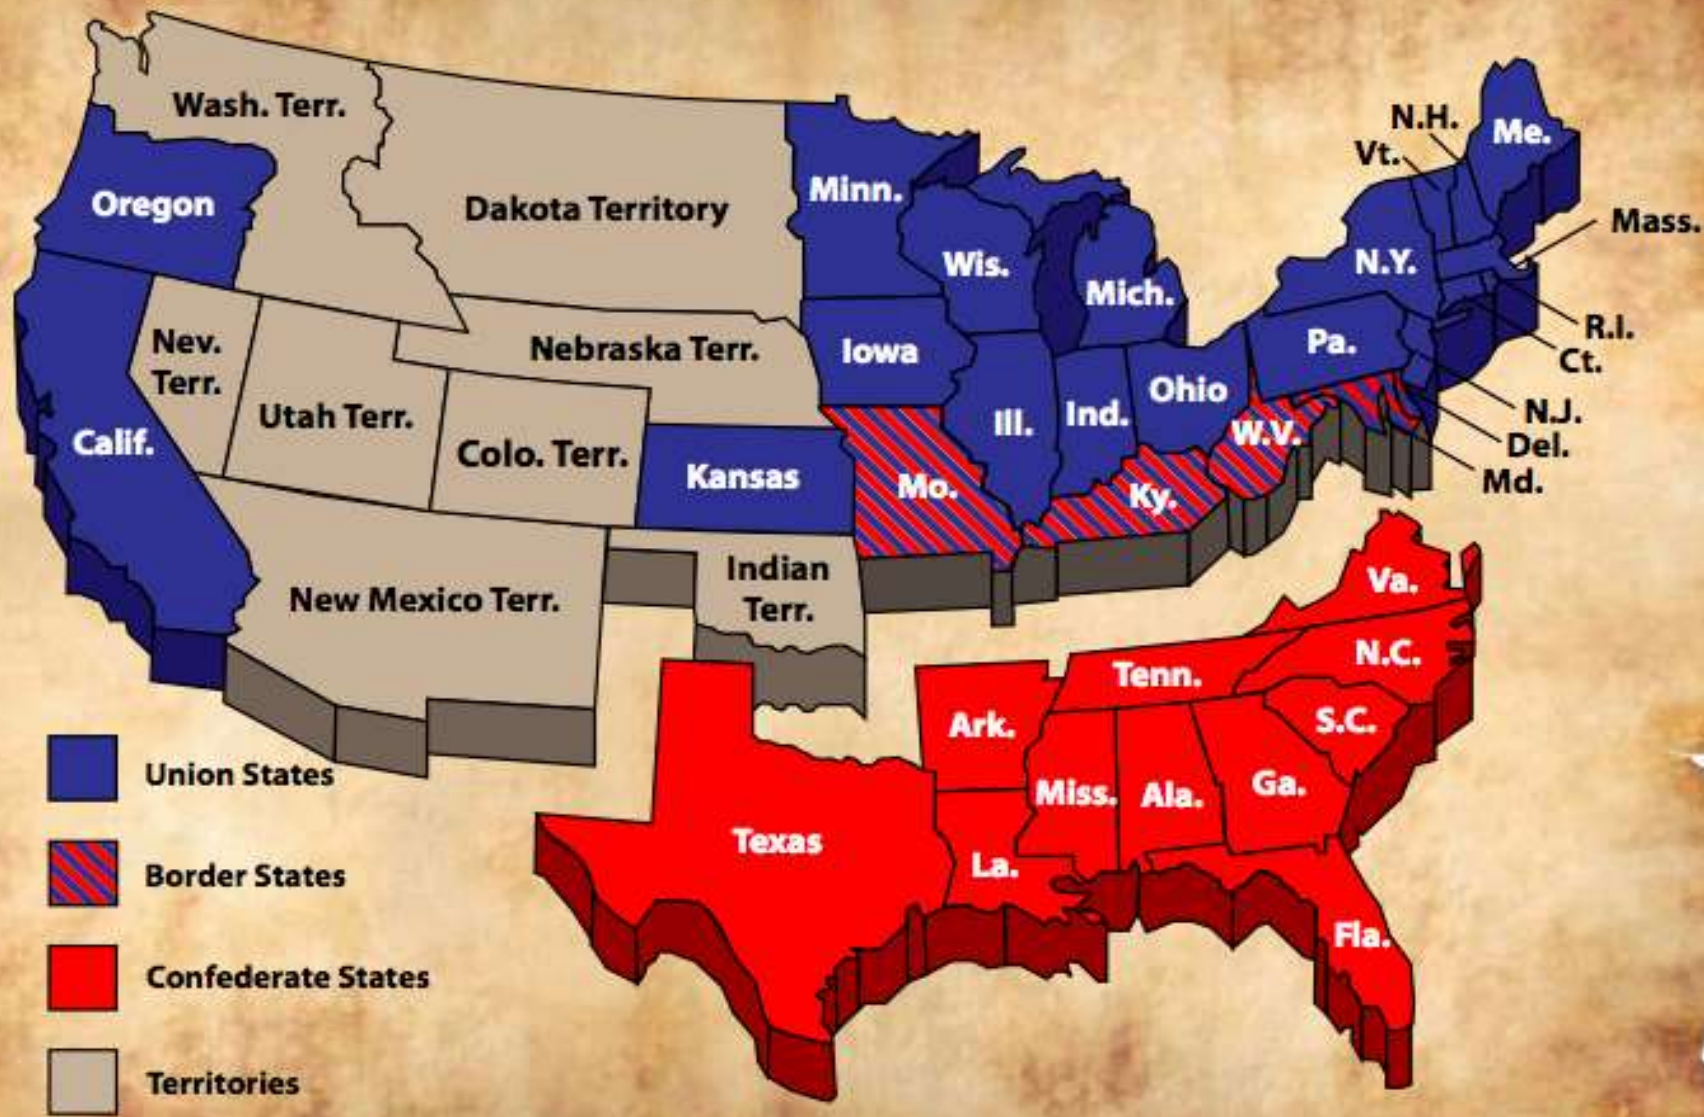 Wash. Terr.
Oregon
Dakota Territory
Minn.
Wis.
Mich.
N.H.
Vt.
Me.
Mass.
N.Y.
R.I.
Ct.
Pa.
N.J.
Del.
Md.
Nev.
Terr.
Utah Terr.
Nebraska Terr.
Iowa
Ill.
Ind.
Ohio
W.V.
Calif.
Colo. Terr.
Kansas
Mo.
Ky.
New Mexico Terr.
Indian
Terr.
Va.
Tenn.
N.C.
Ark.
S.C.
Miss.
Ala.
Ga.
Texas
La.
Fla.
Union States
Border States
Confederate States
Territories